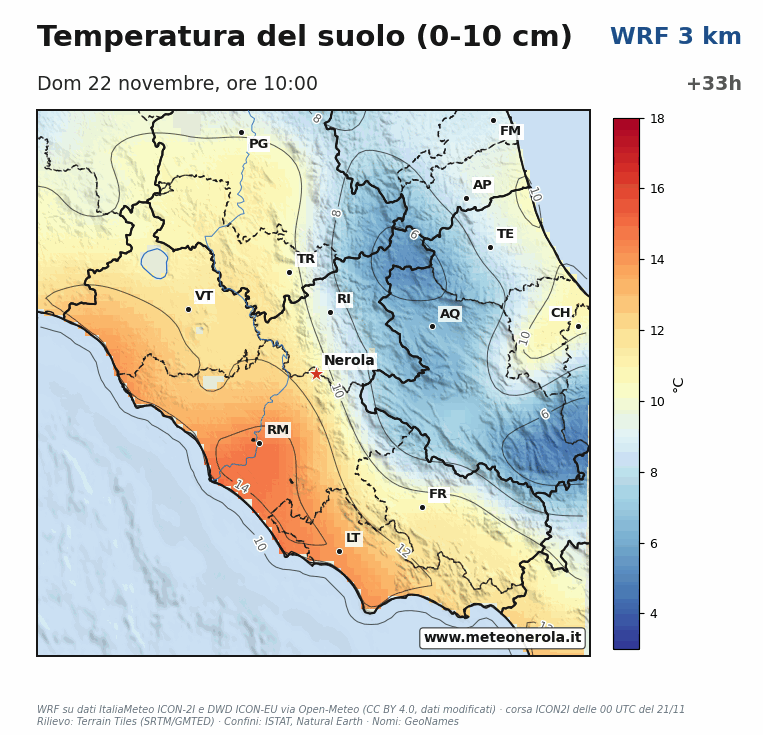 Temperatura del suolo (0-10 cm)
WRF 3 km
Dom 22 novembre, ore 10:00
+33h
8
FM
PG
18
AP
10
16
8
TE
6
TR
14
VT
RI
AQ
CH.
12
10
Nerola
°C
10
10
6
RM
8
14
FR
10
LT
12
6
4
www.meteonerola.it
WRF su dati ItaliaMeteo ICON-2I e DWD ICON-EU via Open-Meteo (CC BY 4.0, dati modificati) · corsa ICON2I delle 00 UTC del 21/11
Rilievo: Terrain Tiles (SRTM/GMTED) · Confini: ISTAT, Natural Earth · Nomi: GeoNames